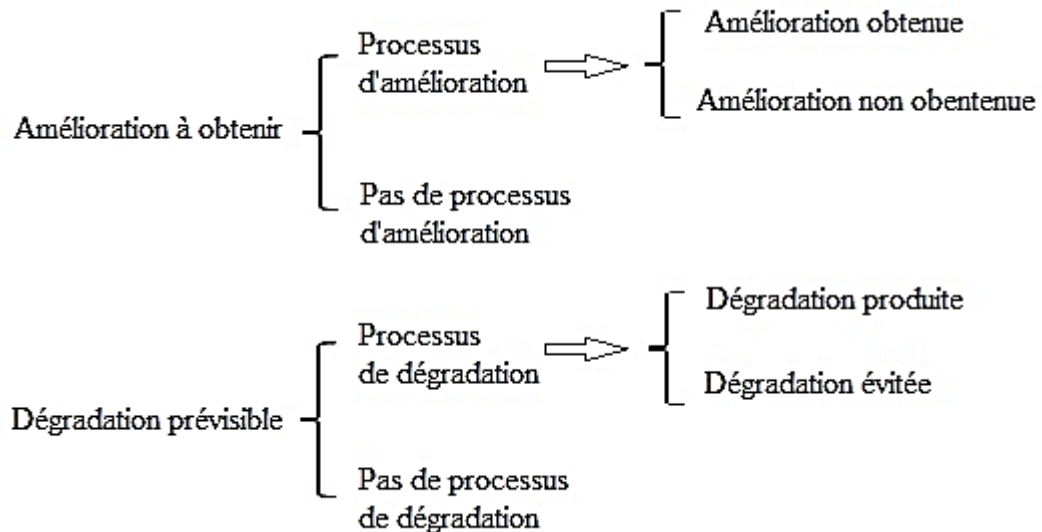 Amélioration à obtenir
Processus
d'amélioration
Amélioration obtenue
Amélioration non obentenue
Pas de processus
d'amélioration
Dégradation prévisible
Processus
de dégradation
Dégradation produite
Dégradation évitée
Pas de processus
de dégradation